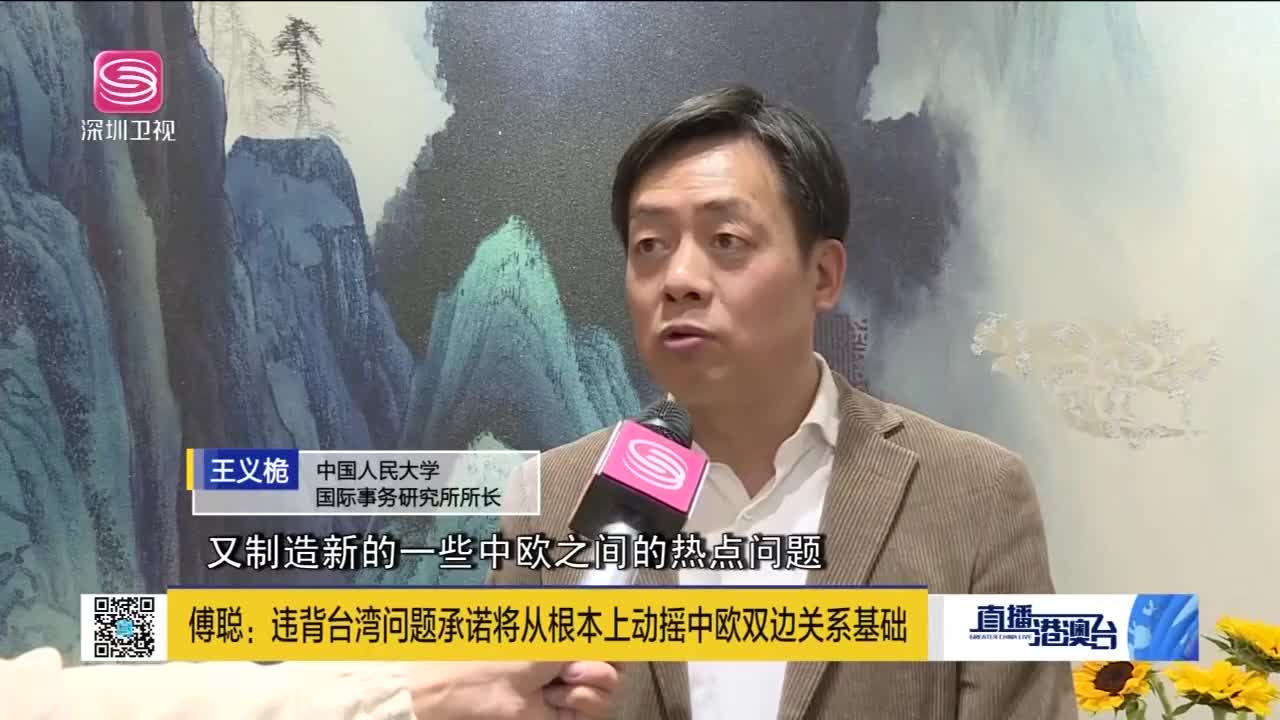 深圳卫视
王义桅
中国人民大学
国际事务研究所所长
又制造新的一些中欧之间的热点问题
傅聪：违背台湾问题承诺将从根本上动摇中欧双边关系基础
直播港澳台
GREATER CHINA LIVE